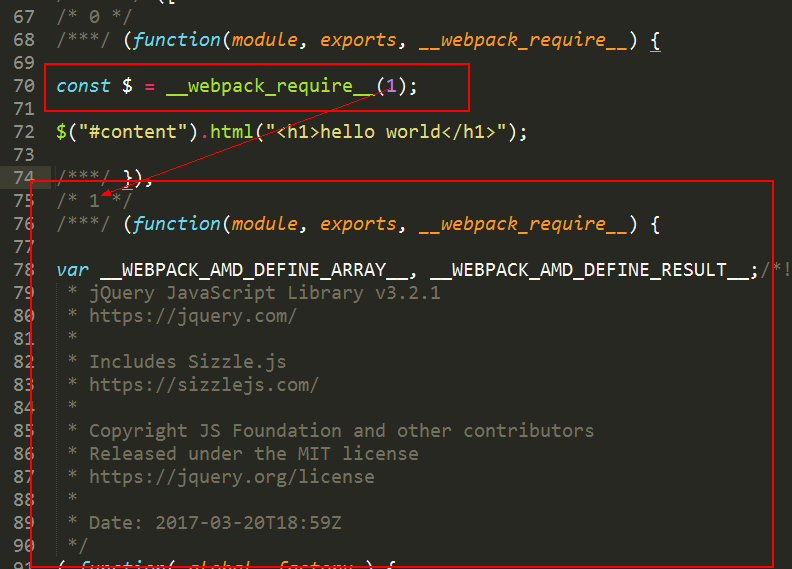 67 /* 0 */
68 /***/ (function(module, exports, __webpack_require__) {
69
70 const $ = __webpack_require__(1);
71
72 $("#content").html("<h1>hello world</h1>");
73
74 /***/ }),
75 /* 1 */
76 /***/ (function(module, exports, __webpack_require__) {
77
78 var __WEBPACK_AMD_DEFINE_ARRAY__, __WEBPACK_AMD_DEFINE_RESULT__;/*!
79 * jQuery JavaScript Library v3.2.1
80 * https://jquery.com/
81 *
82 * Includes Sizzle.js
83 * https://sizzlejs.com/
84 *
85 * Copyright JS Foundation and other contributors
86 * Released under the MIT license
87 * https://jquery.org/license
88 *
89 * Date: 2017-03-20T18:59Z
90 */
91 ( function( global, factory ) {